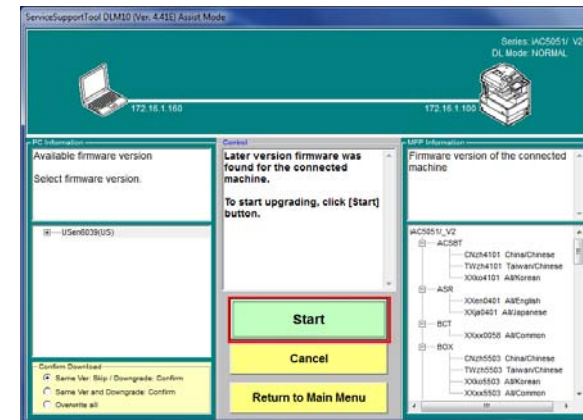 ServiceSupportTool DLM10 (Ver. 4.41E) Assist Mode
Series: iAC5051/ V2
DL Mode: NORMAL
172.16.1.160
172.16.1.100
PC Information
Available firmware version
Select firmware version.
USen6039(US)
Confirm Download
Same Ver: Skip / Downgrade: Confirm
Same Ver and Downgrade: Confirm
Overwrite all
Control
Later version firmware was
found for the connected
machine.
To start upgrading, click [Start]
button.
Start
Cancel
Return to Main Menu
MFP Information
Firmware version of the connected
machine
iAC5051/_V2
ACSBT
CNzh4101 China/Chinese
TWzh4101 Taiwan/Chinese
XXko4101 All/Korean
ASR
XXen0401 All/English
XXja0401 All/Japanese
BCT
XXxx0058 All/Common
BOX
CNzh5503 China/Chinese
TWzh5503 Taiwan/Chinese
XXko5503 All/Korean
XXxx5503 All/Common